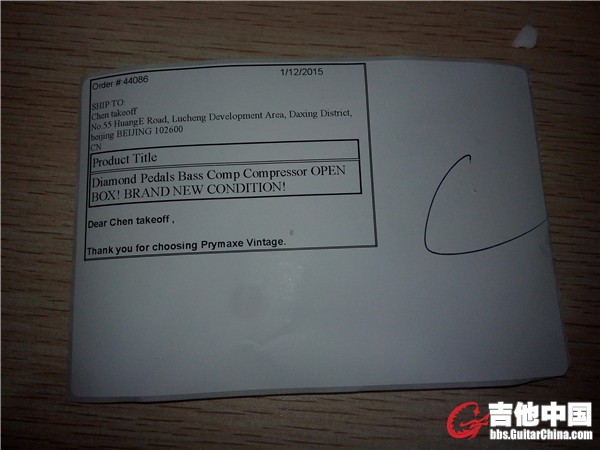 Order #:44086 1/12/2015
SHIP TO:
Chen takeoff
No.55 HuangE Road, Lucheng Development Area, Daxing District,
beijing BEIJING 102600
CN
Product Title
Diamond Pedals Bass Comp Compressor OPEN
BOX! BRAND NEW CONDITION!
Dear Chen takeoff ,
Thank you for choosing Prymaxe Vintage.
吉他中国
bbs.GuitarChina.com